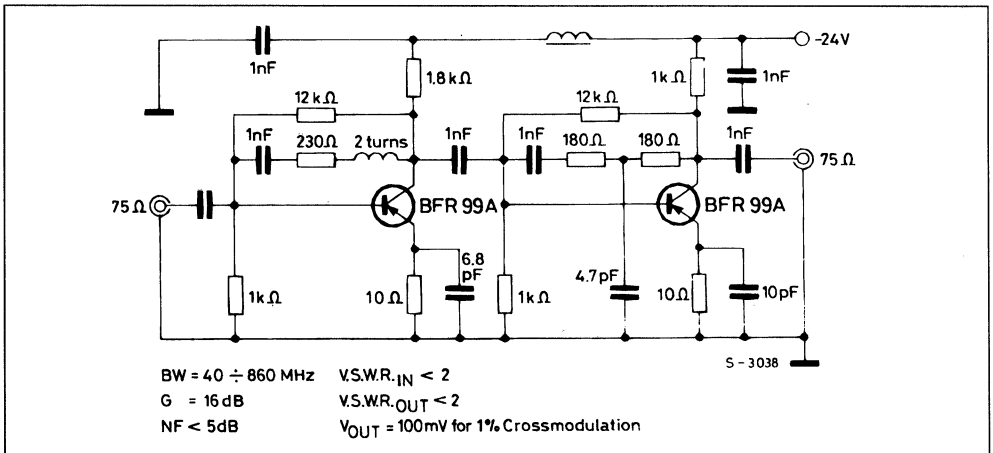 -24V
1nF
1.8kΩ
1kΩ
1nF
12kΩ
12kΩ
1nF
230Ω
2 turns
1nF
1nF
180Ω
180Ω
1nF
75Ω
75Ω
BFR 99A
BFR 99A
6.8
pF
4.7pF
1kΩ
10Ω
1kΩ
10Ω
10pF
S-3038
BW = 40 ÷ 860 MHz V.S.W.R. IN < 2
G = 16 dB V.S.W.R. OUT < 2
NF < 5dB VOUT = 100mV for 1% Crossmodulation